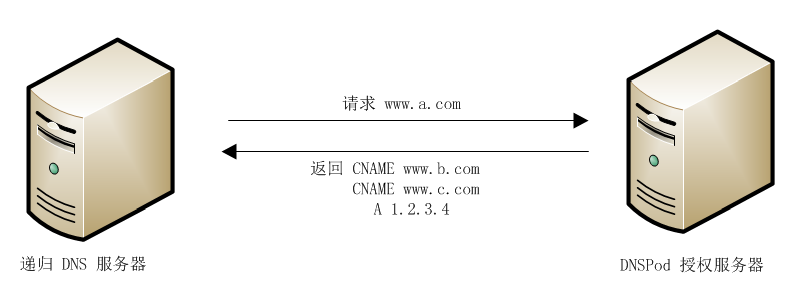 请求 www.a.com
返回 CNAME www.b.com
CNAME www.c.com
A 1.2.3.4
递归 DNS 服务器
DNSPod 授权服务器